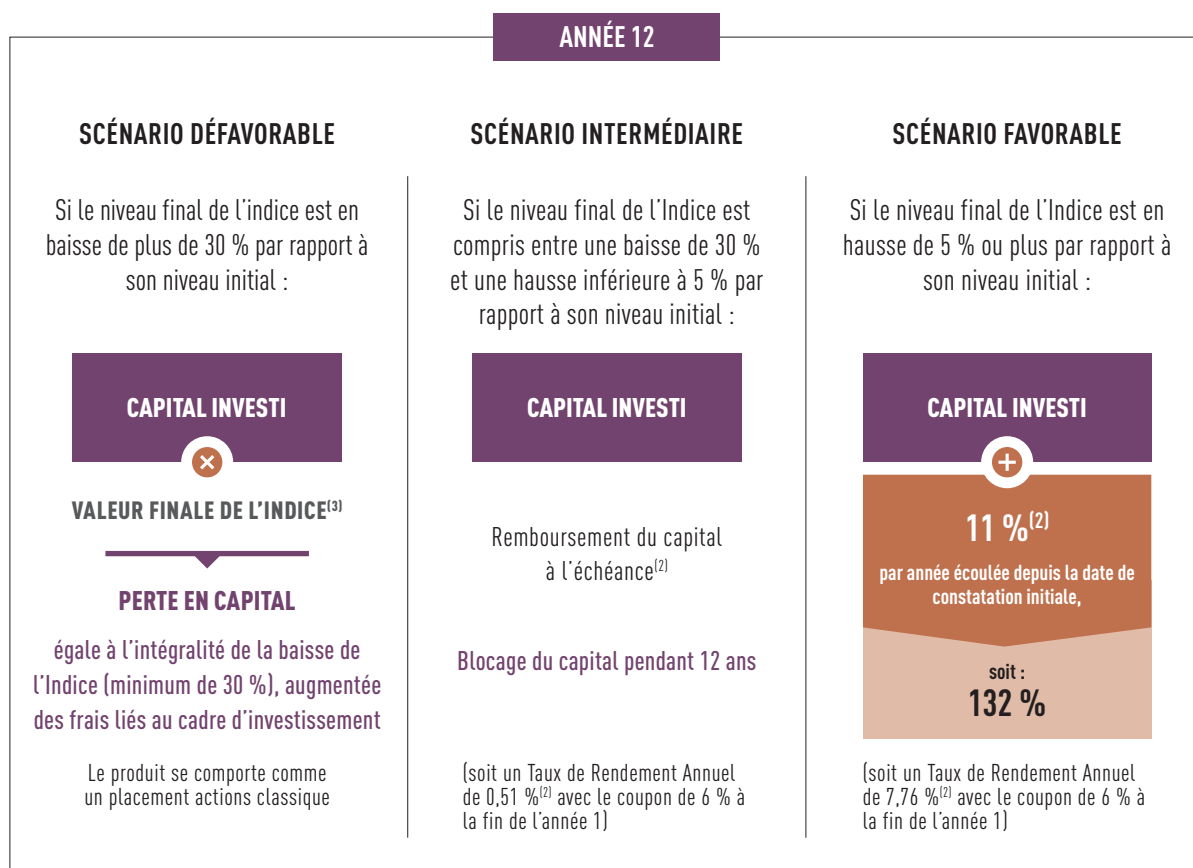 ANNÉE 12
SCÉNARIO DÉFAVORABLE
Si le niveau final de l'indice est en
baisse de plus de 30 % par rapport à
son niveau initial :
CAPITAL INVESTI
×
VALEUR FINALE DE L'INDICE(3)
PERTE EN CAPITAL
égale à l'intégralité de la baisse de
l'Indice (minimum de 30 %), augmentée
des frais liés au cadre d'investissement
Le produit se comporte comme
un placement actions classique
SCÉNARIO INTERMÉDIAIRE
Si le niveau final de l'Indice est
compris entre une baisse de 30 %
et une hausse inférieure à 5 % par
rapport à son niveau initial :
CAPITAL INVESTI
Remboursement du capital
à l'échéance(2)
Blocage du capital pendant 12 ans
(soit un Taux de Rendement Annuel
de 0,51 %(2) avec le coupon de 6 % à
la fin de l'année 1)
SCÉNARIO FAVORABLE
Si le niveau final de l'Indice est en
hausse de 5 % ou plus par rapport à
son niveau initial :
CAPITAL INVESTI
+
11 %(2)
par année écoulée depuis la date de
constatation initiale,
soit :
132 %
(soit un Taux de Rendement Annuel
de 7,76 %(2) avec le coupon de 6 % à
la fin de l'année 1)